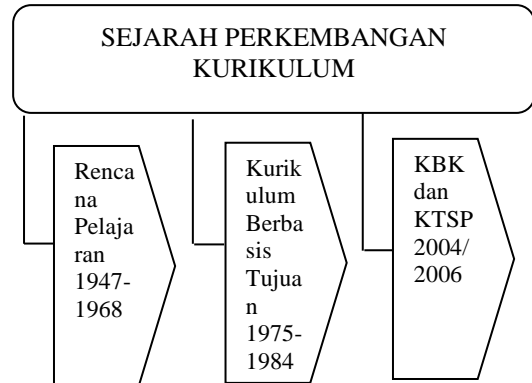 SEJARAH PERKEMBANGAN
KURIKULUM
Renca
na
Pelaja
ran
1947-
1968
Kurik
ulum
Berba
sis
Tujua
n
1975-
1984
KBK
dan
KTSP
2004/
2006